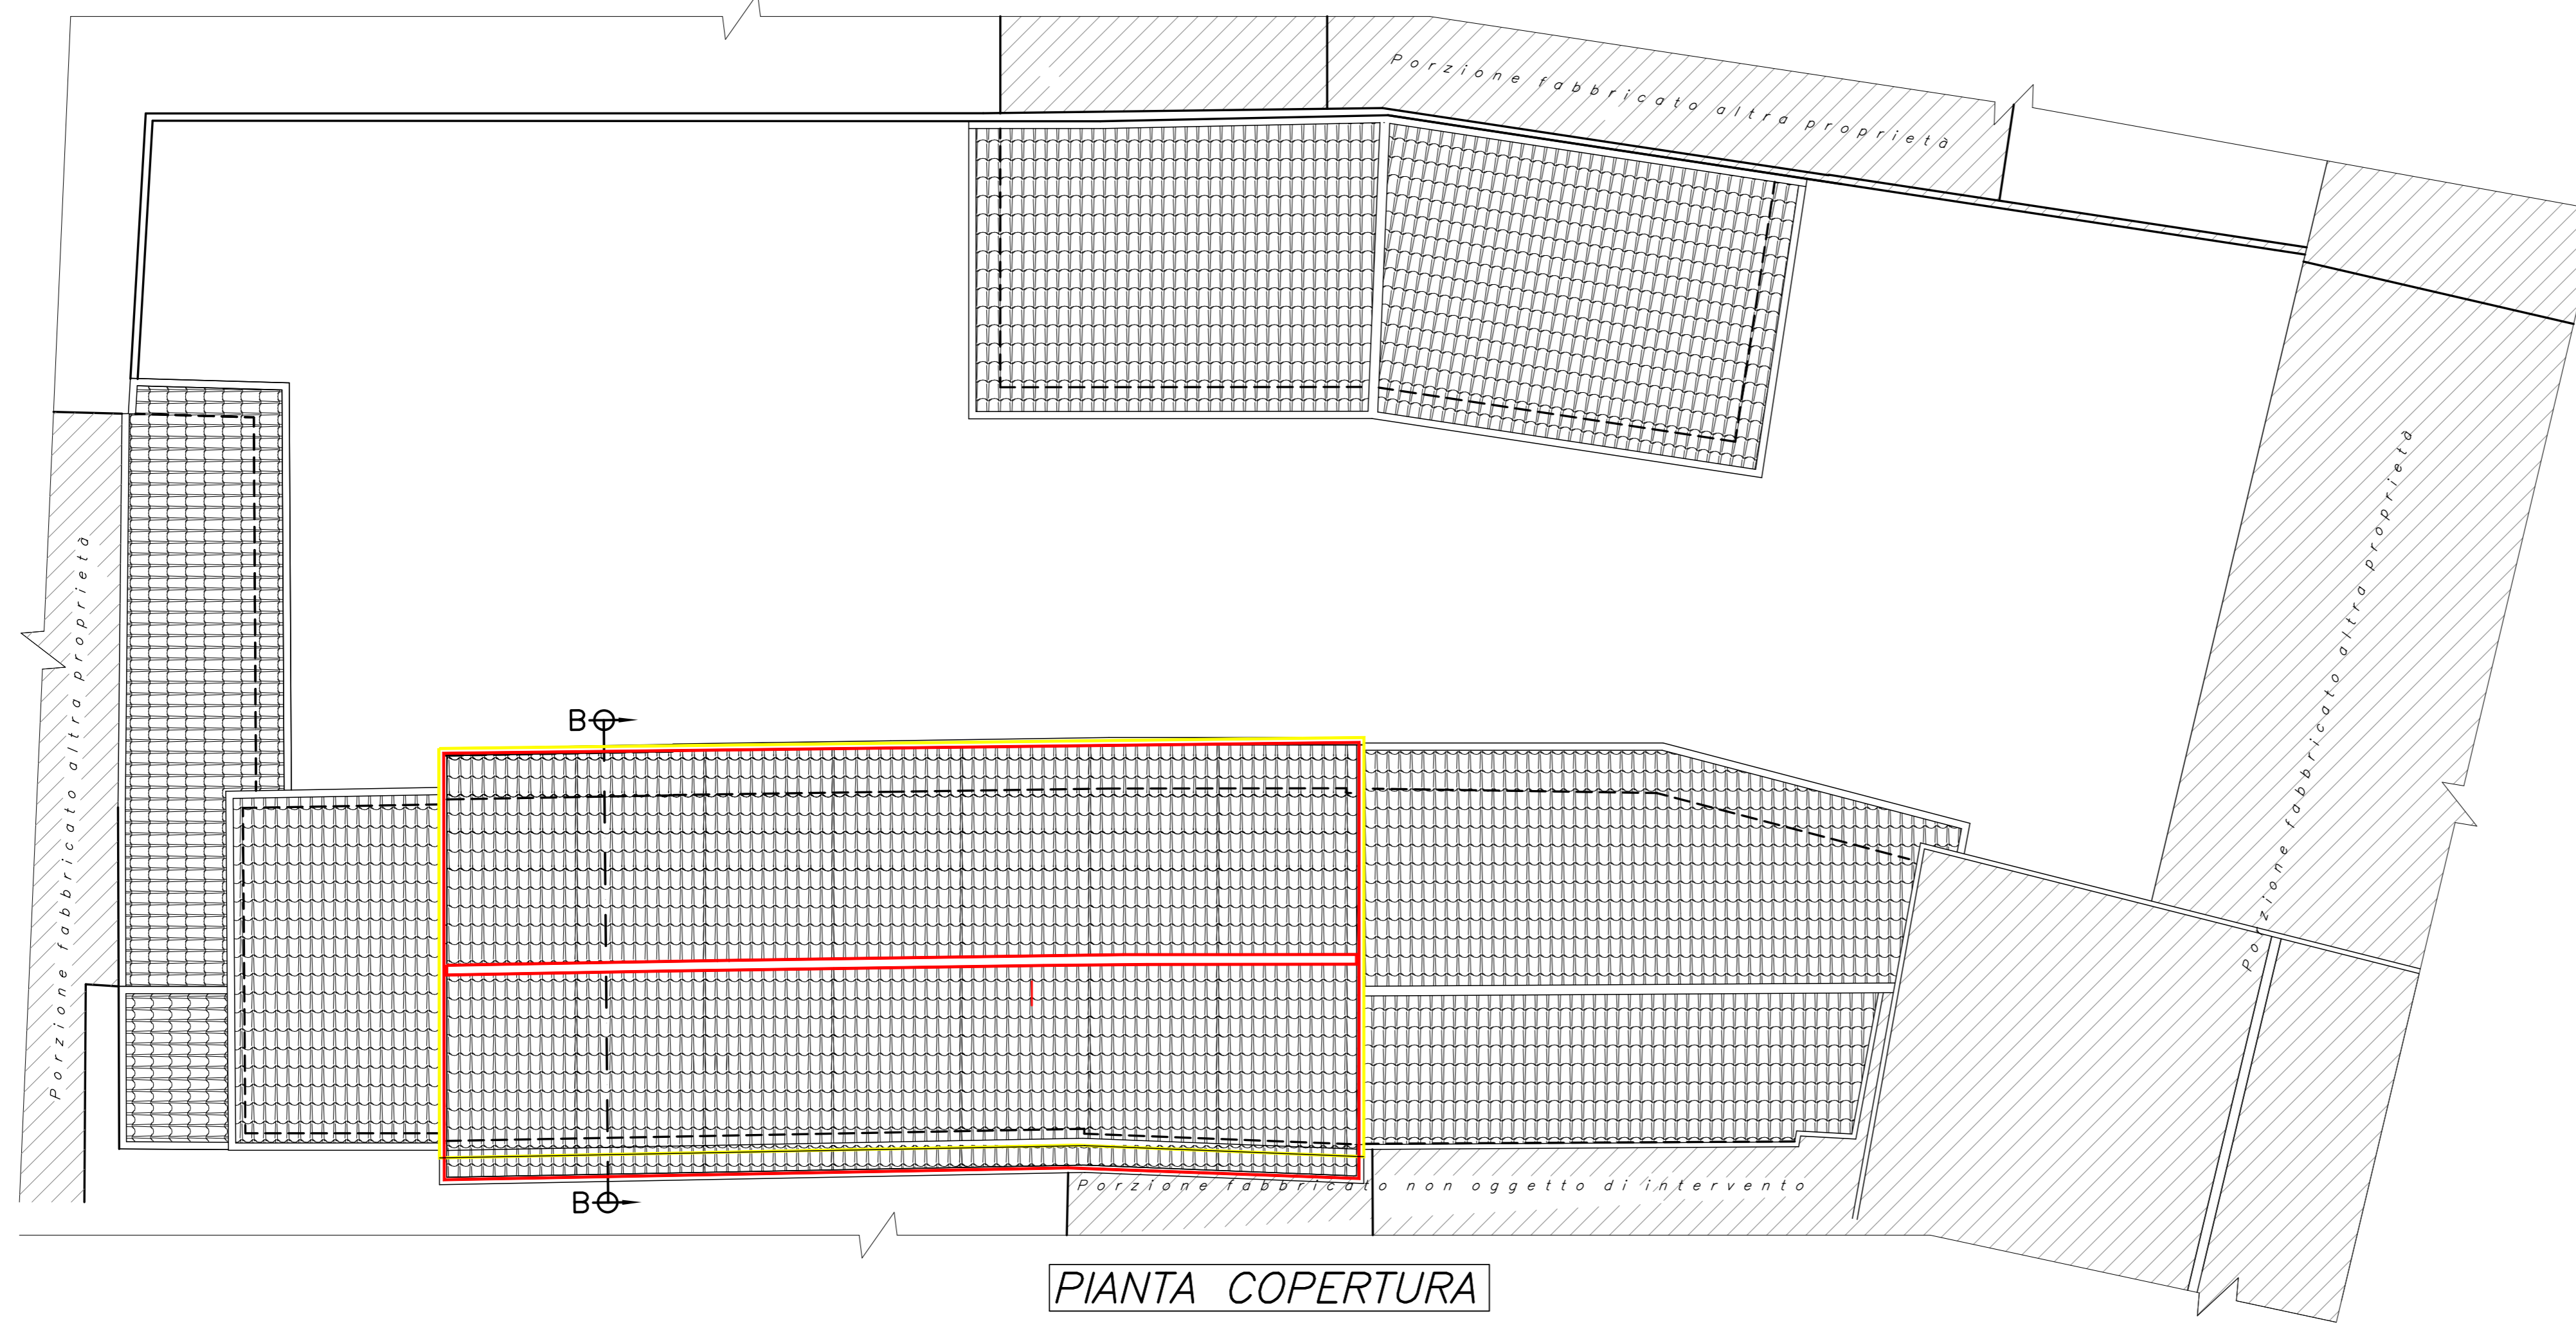 Porzione fabbricato altra proprietà
Porzione fabbricato altra proprietà
Porzione fabbricato altra proprietà
B
B
Porzione fabbricato non oggetto di intervento
PIANTA COPERTURA